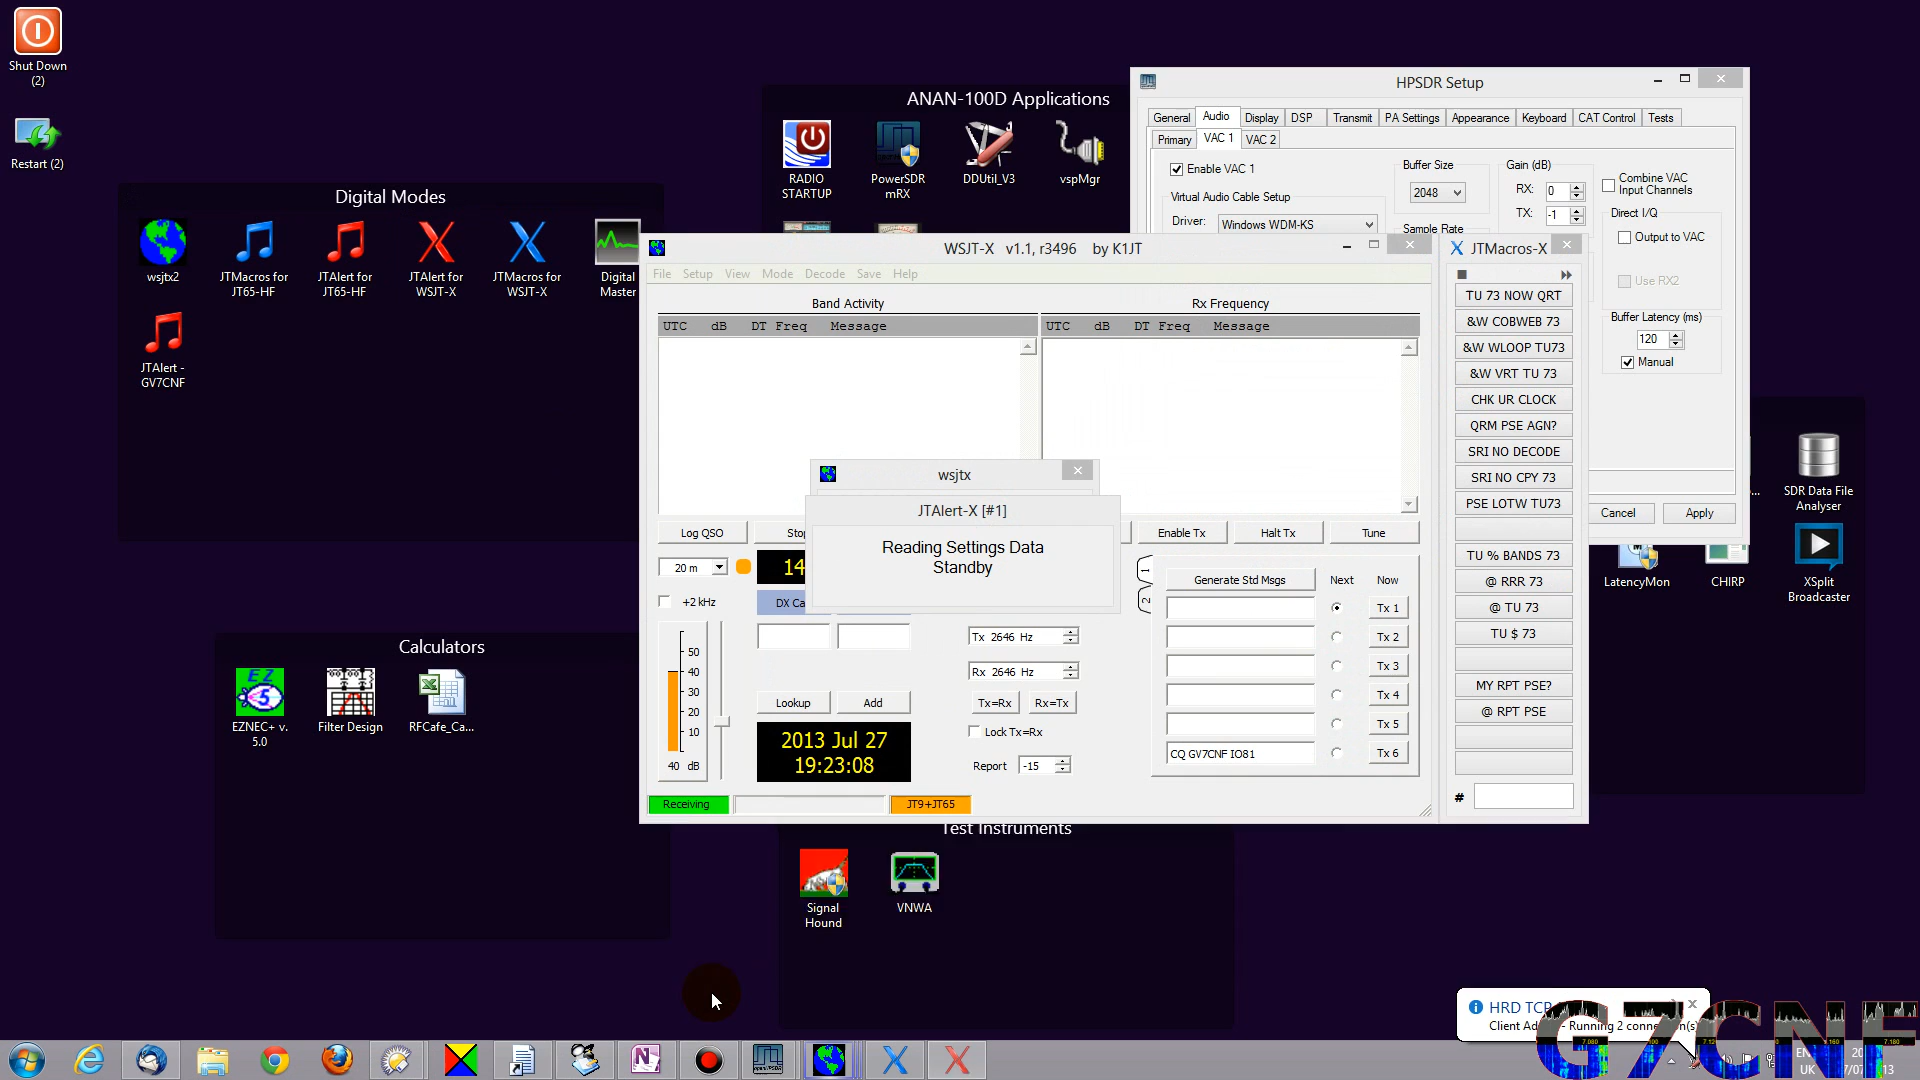 Shut Down
(2)
Restart (2)
Digital Modes
wsjtx2
JTMacros for
JT65-HF
JTAlert for
JT65-HF
JTAlert for
WSJT-X
JTMacros for
WSJT-X
Digital
Master
JTAlert -
GV7CNF
Calculators
EZNEC+ v.
5.0
Filter Design
RFCafe_Ca...
ANAN-100D Applications
RADIO
STARTUP
PowerSDR
mRX
DDUtil_V3
vspMgr
HPSDR Setup
General
Audio
Display
DSP
Transmit
PA Settings
Appearance
Keyboard
CAT Control
Tests
Primary
VAC 1
VAC 2
Enable VAC 1
Virtual Audio Cable Setup
Driver:
Windows WDM-KS
Buffer Size
2048
Sample Rate
Gain (dB)
RX: 0
TX: -1
Combine VAC
Input Channels
Direct I/Q
Output to VAC
Use RX2
Buffer Latency (ms)
120
Manual
Cancel
Apply
WSJT-X v1.1, r3496 by K1JT
File Setup View Mode Decode Save Help
Band Activity
Rx Frequency
UTC dB DT Freq Message
UTC dB DT Freq Message
wsjtx
JTAlert-X [#1]
Reading Settings Data
Standby
Log QSO
Enable Tx
Halt Tx
Tune
20 m
14
+2 kHz
50
40
30
20
10
40 dB
Tx 2646 Hz
Rx 2646 Hz
Lookup
Add
Tx=Rx
Rx=Tx
Lock Tx=Rx
2013 Jul 27
19:23:08
Report -15
1
2
Generate Std Msgs
Next
Now
Tx 1
Tx 2
Tx 3
Tx 4
Tx 5
CQ GV7CNF IO81
Tx 6
Receiving
JT9+JT65
JTMacros-X
TU 73 NOW QRT
&W COBWEB 73
&W WLOOP TU73
&W VRT TU 73
CHK UR CLOCK
QRM PSE AGN?
SRI NO DECODE
SRI NO CPY 73
PSE LOTW TU73
TU % BANDS 73
@ RRR 73
@ TU 73
TU $ 73
MY RPT PSE?
@ RPT PSE
#
SDR Data File
Analyser
LatencyMon
CHIRP
XSplit
Broadcaster
Test Instruments
Signal
Hound
VNWA
HRD TCP
- Running 2
G7CNF
UK